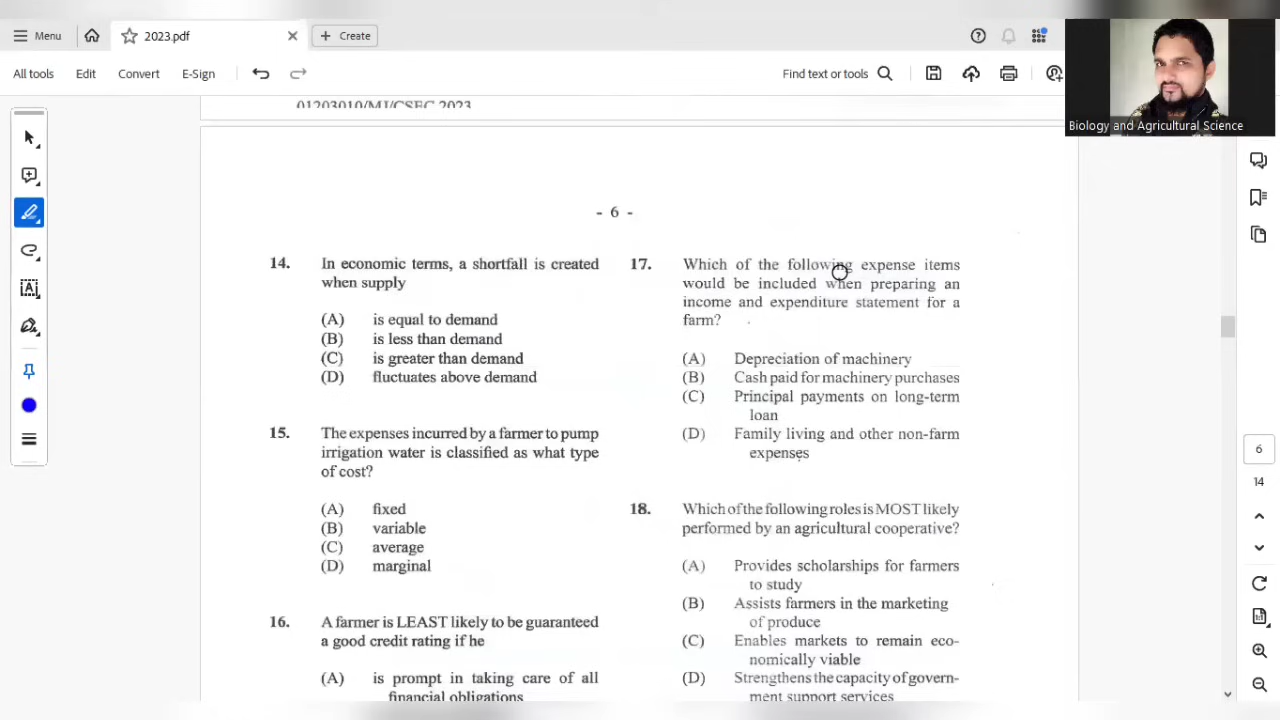 Menu
2023.pdf
Create
All tools
Edit
Convert
E-Sign
Find text or tools
Biology and Agricultural Science
01203010/MJ/CSEC 2023
- 6 -
14. In economic terms, a shortfall is created
when supply
(A) is equal to demand
(B) is less than demand
(C) is greater than demand
(D) fluctuates above demand
15. The expenses incurred by a farmer to pump
irrigation water is classified as what type
of cost?
(A) fixed
(B) variable
(C) average
(D) marginal
16. A farmer is LEAST likely to be guaranteed
a good credit rating if he
(A) is prompt in taking care of all
financial obligations
17. Which of the following expense items
would be included when preparing an
income and expenditure statement for a
farm?
(A) Depreciation of machinery
(B) Cash paid for machinery purchases
(C) Principal payments on long-term
loan
(D) Family living and other non-farm
expenses
18. Which of the following roles is MOST likely
performed by an agricultural cooperative?
(A) Provides scholarships for farmers
to study
(B) Assists farmers in the marketing
of produce
(C) Enables markets to remain eco-
nomically viable
(D) Strengthens the capacity of govern-
ment support services
6
14